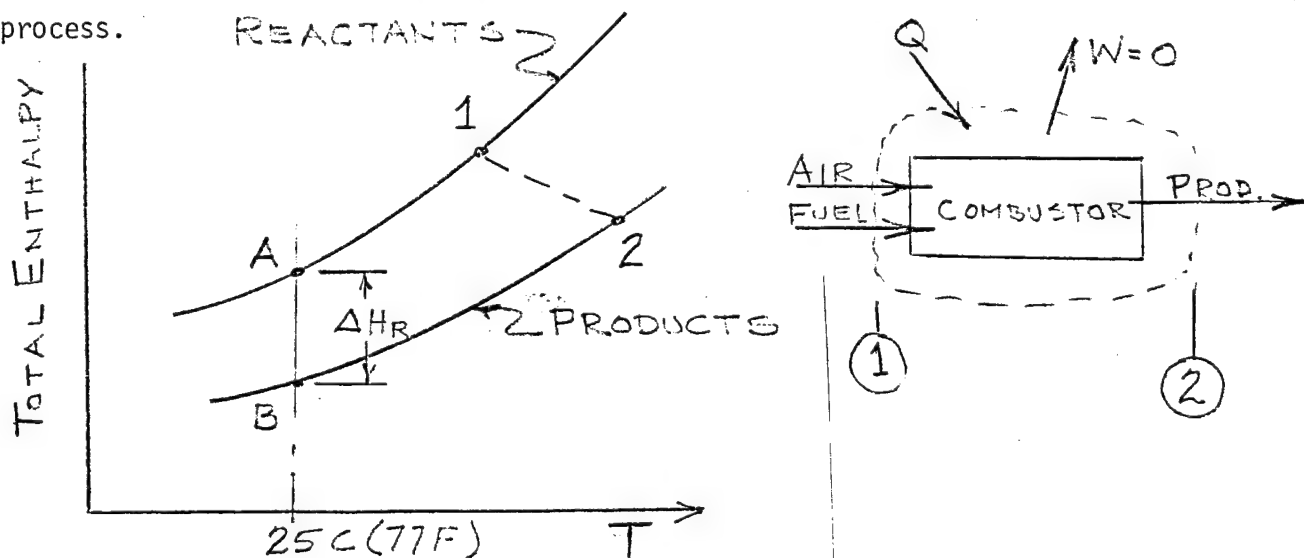 process.
REACTANTS
Q
W=0
TOTAL ENTHALPY
1
A
ΔH_R
2
PRODUCTS
B
25C (77F)
T
AIR
FUEL
COMBUSTOR
PROD.
1
2